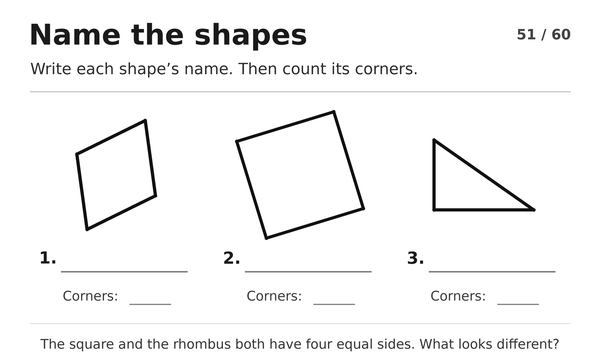 Name the shapes
51 / 60
Write each shape’s name. Then count its corners.
1. 2. 3.
Corners: Corners: Corners:
The square and the rhombus both have four equal sides. What looks different?